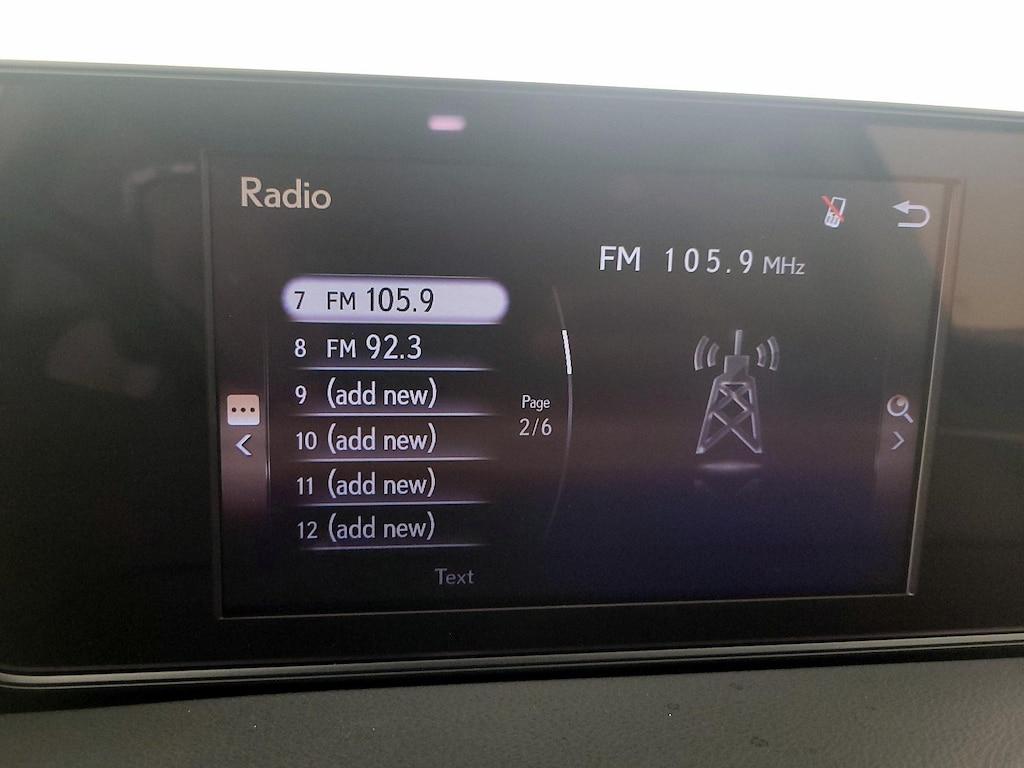 Radio
FM 105.9 MHz
7 FM 105.9
8 FM 92.3
9 (add new)
10 (add new)
11 (add new)
12 (add new)
Page
2/6
Text